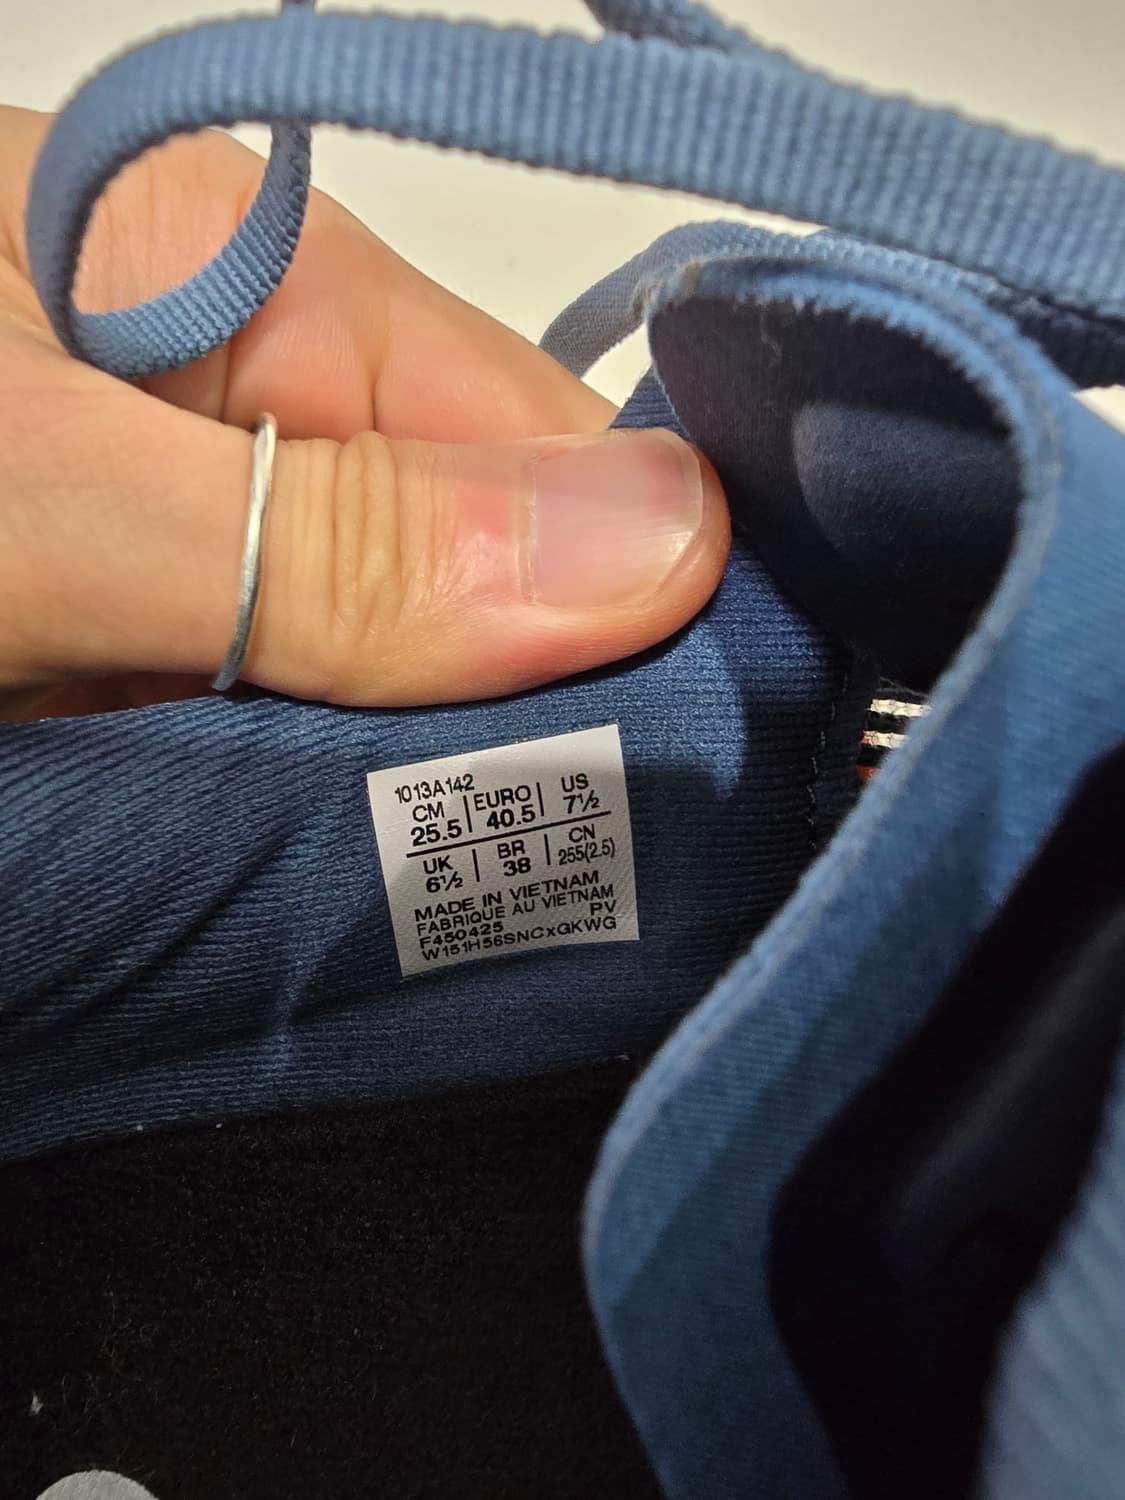 1013A142
CM EURO US
25.5 40.5 7½
UK BR CN
6½ 38 255(2.5)
MADE IN VIETNAM
FABRIQUE AU VIETNAM
F450425 PV
W151H56SNCxGKWG